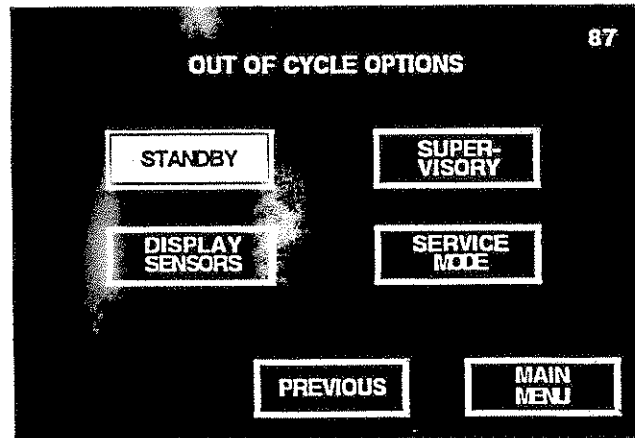 87
OUT OF CYCLE OPTIONS
STANDBY
SUPER-
VISORY
DISPLAY
SENSORS
SERVICE
MODE
PREVIOUS
MAIN
MENU